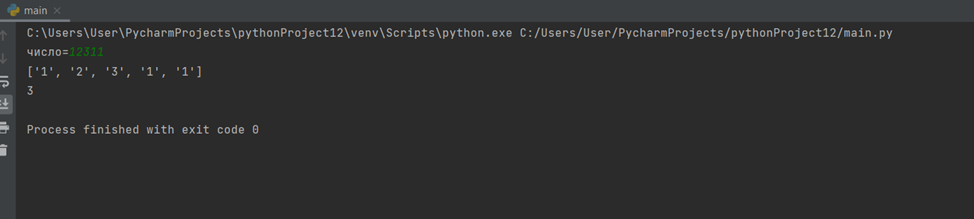 main
C:\Users\User\PycharmProjects\pythonProject12\venv\Scripts\python.exe C:/Users/User/PycharmProjects/pythonProject12/main.py
число=12311
['1', '2', '3', '1', '1']
3
Process finished with exit code 0